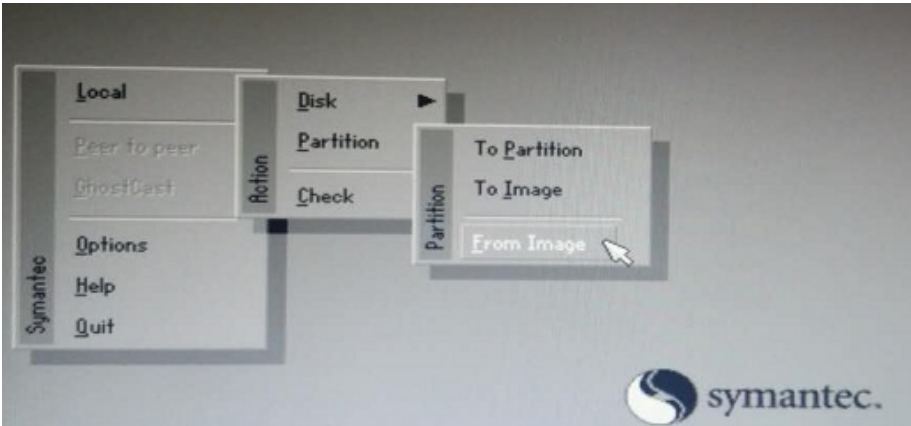 Local
Peer to peer
GhostCast
Options
Help
Quit
Symantec
Disk
Partition
Check
Action
To Partition
To Image
From Image
Partition
symantec.